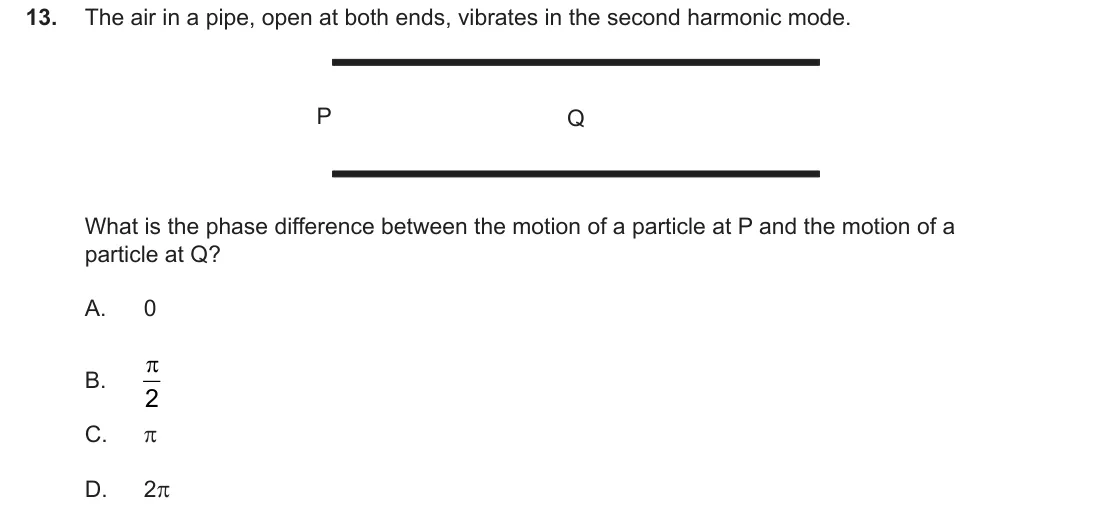 13. The air in a pipe, open at both ends, vibrates in the second harmonic mode.
P
Q
What is the phase difference between the motion of a particle at P and the motion of a
particle at Q?
A. 0
B. π/2
C. π
D. 2π